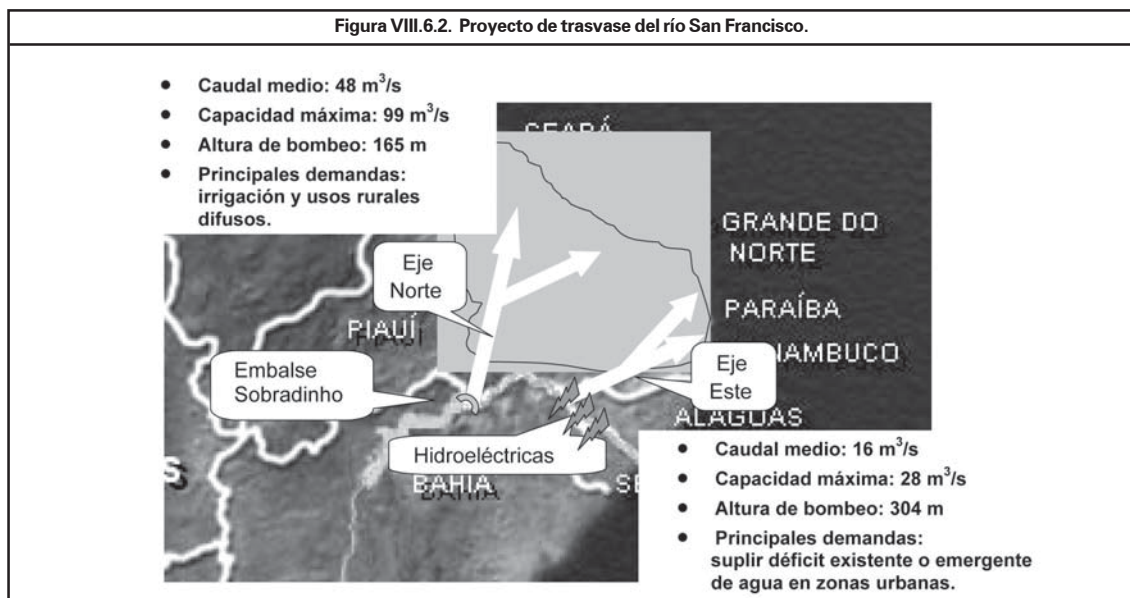 Figura VIII.6.2. Proyecto de trasvase del río San Francisco.
• Caudal medio: 48 m³/s
• Capacidad máxima: 99 m³/s
• Altura de bombeo: 165 m
• Principales demandas:
irrigación y usos rurales
difusos.
CEARÁ
GRANDE DO
NORTE
Eje
Norte
PARAÍBA
PIAUÍ
NAMBUCO
Embalse
Sobradinho
Eje
Este
ALAGOAS
Hidroeléctricas
BAHIA
SE
S
• Caudal medio: 16 m³/s
• Capacidad máxima: 28 m³/s
• Altura de bombeo: 304 m
• Principales demandas:
suplir déficit existente o emergente
de agua en zonas urbanas.